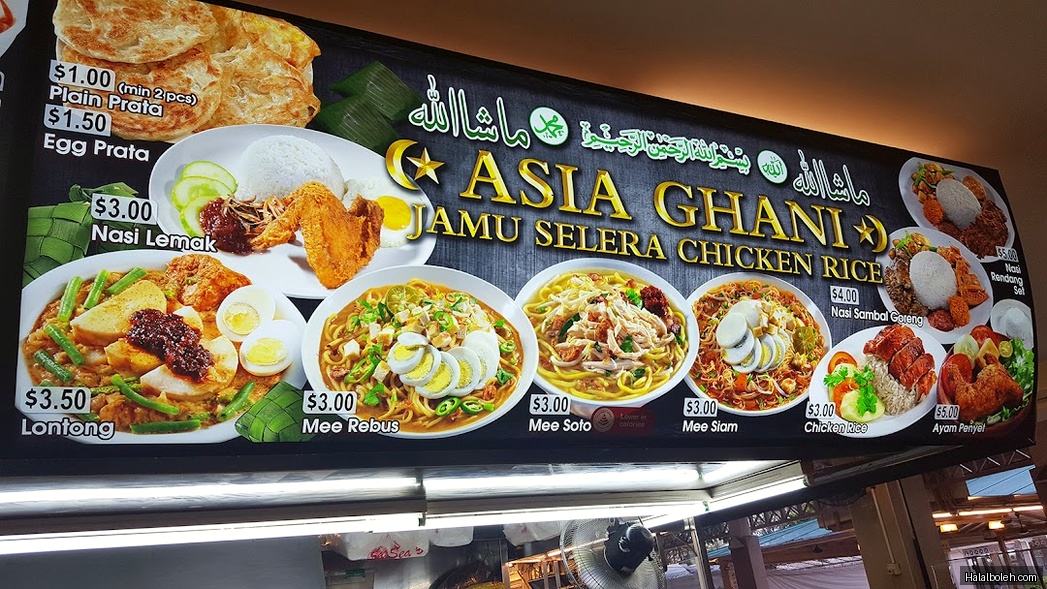 $1.00 (min 2 pcs)
Plain Prata
$1.50
Egg Prata
$3.00
Nasi Lemak
$3.50
Lontong
ماشاالله
محمد
بسم الله الرحمن الرحيم
الله
ماشاالله
ASIA GHANI
JAMU SELERA CHICKEN RICE
$3.00
Mee Rebus
$3.00
Mee Soto
Lower in
calories
$3.00
Mee Siam
$3.00
Chicken Rice
$4.00
Nasi Sambal Goreng
$5.00
Nasi
Rendang
Set
$5.00
Ayam Penyet
Halalboleh.com